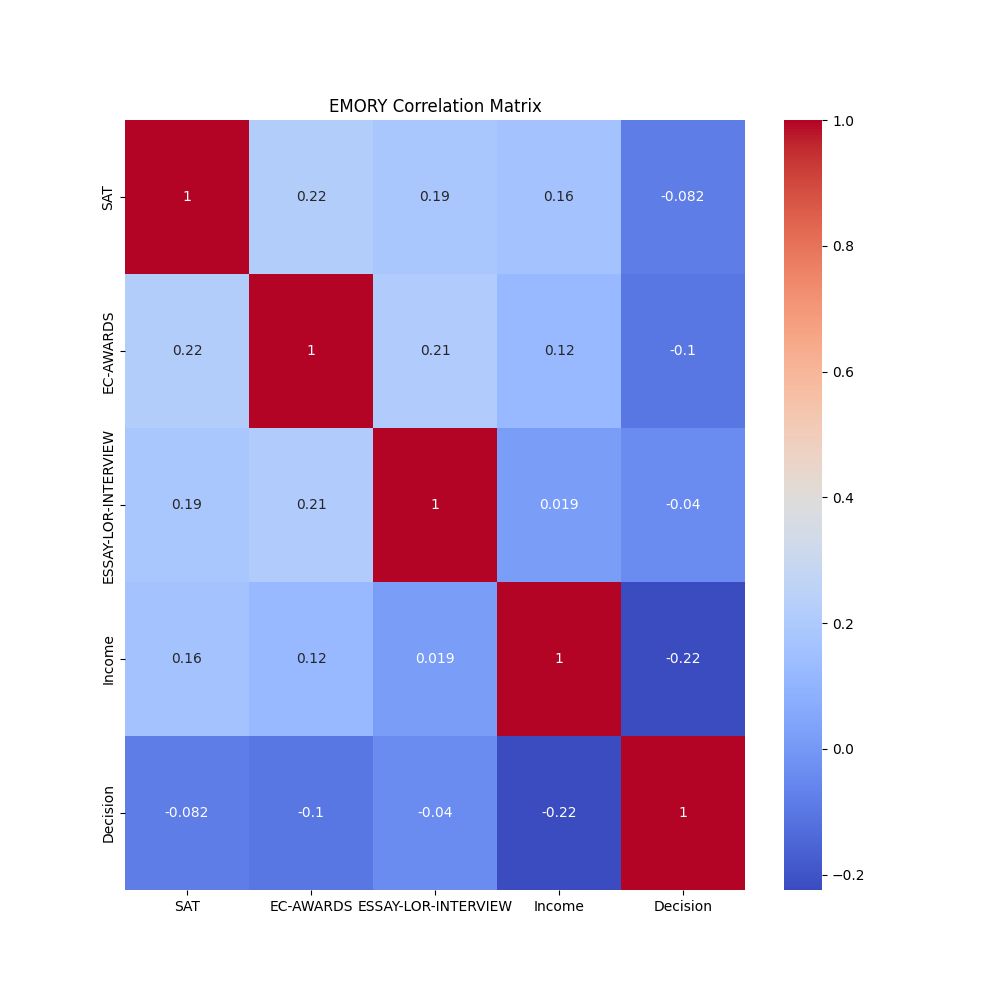 EMORY Correlation Matrix
SAT
1
0.22
0.19
0.16
-0.082
EC-AWARDS
0.22
1
0.21
0.12
-0.1
ESSAY-LOR-INTERVIEW
0.19
0.21
1
0.019
-0.04
Income
0.16
0.12
0.019
1
-0.22
Decision
-0.082
-0.1
-0.04
-0.22
1
SAT
EC-AWARDS
ESSAY-LOR-INTERVIEW
Income
Decision
1.0
0.8
0.6
0.4
0.2
0.0
−0.2